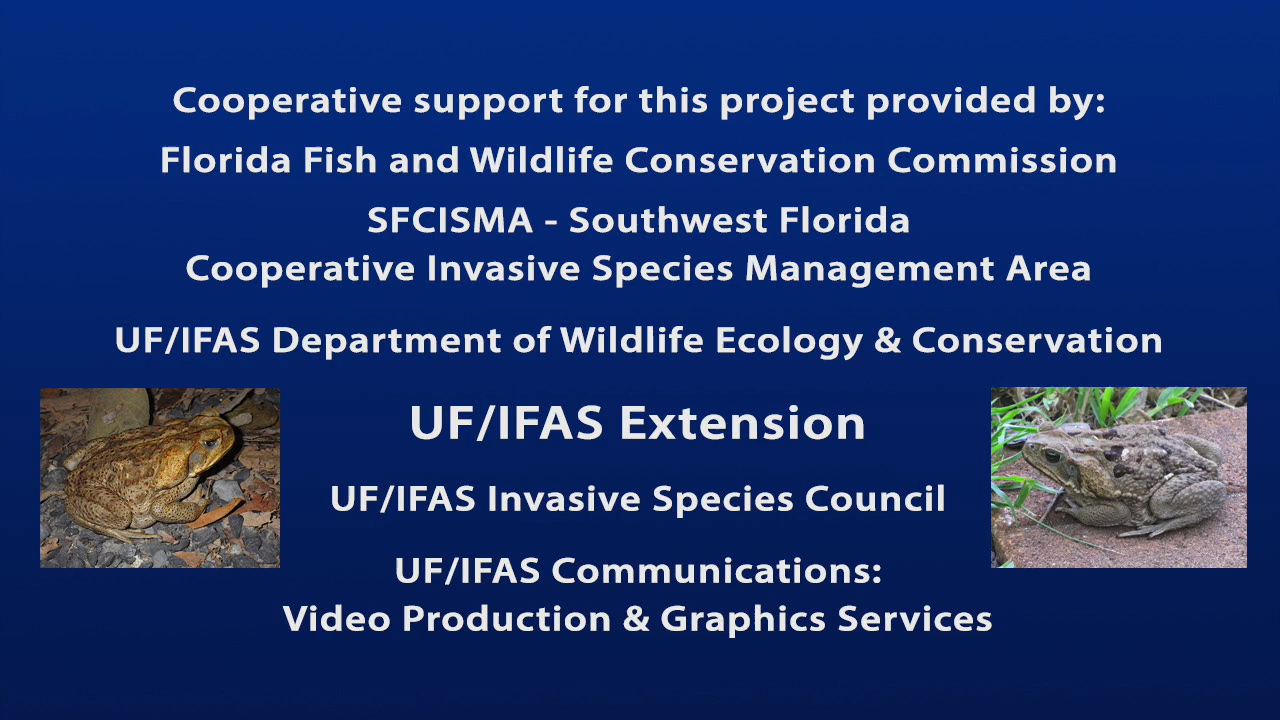 Cooperative support for this project provided by:
Florida Fish and Wildlife Conservation Commission
SFCISMA - Southwest Florida
Cooperative Invasive Species Management Area
UF/IFAS Department of Wildlife Ecology & Conservation
UF/IFAS Extension
UF/IFAS Invasive Species Council
UF/IFAS Communications:
Video Production & Graphics Services